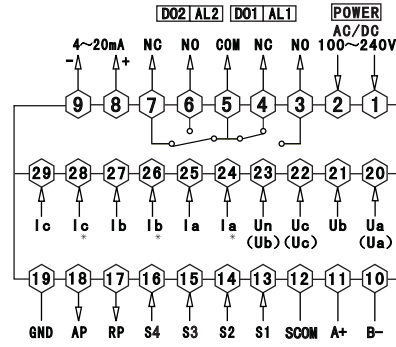 DO2 AL2 DO1 AL1 POWER
AC/DC
4～20mA NC NO COM NC NO 100～240V
- +
9 8 7 6 5 4 3 2 1
29 28 27 26 25 24 23 22 21 20
Ic Ic* Ib Ib* Ia Ia* Un Uc Ub Ua
(Ub) (Uc) (Ua)
19 18 17 16 15 14 13 12 11 10
GND AP RP S4 S3 S2 S1 SCOM A+ B-